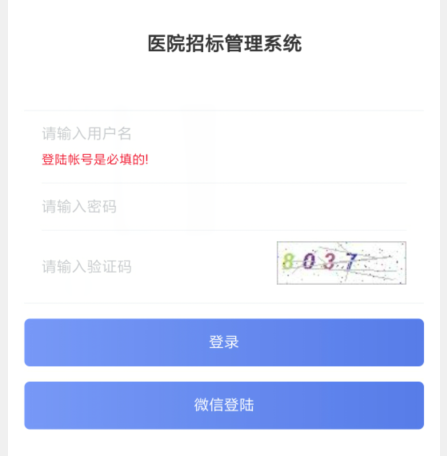 医院招标管理系统
请输入用户名
登陆帐号是必填的!
请输入密码
请输入验证码
8037
登录
微信登陆